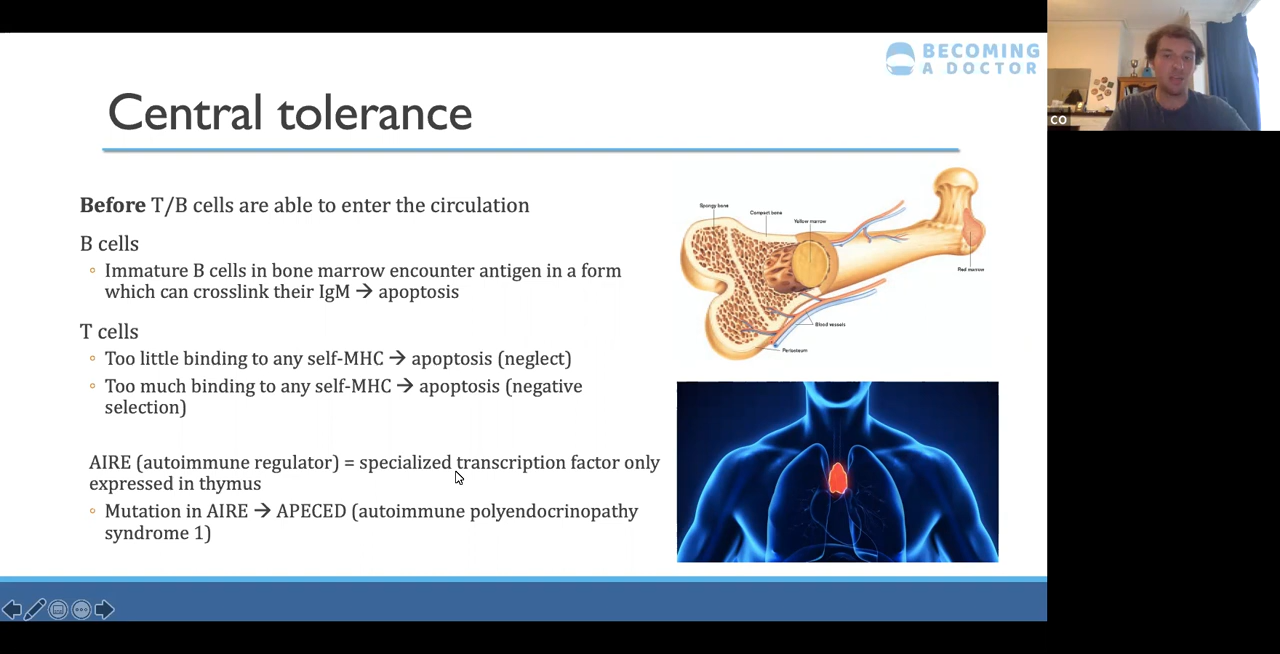 BECOMING
A DOCTOR
Central tolerance
Before T/B cells are able to enter the circulation
B cells
◦ Immature B cells in bone marrow encounter antigen in a form
which can crosslink their IgM → apoptosis
T cells
◦ Too little binding to any self-MHC → apoptosis (neglect)
◦ Too much binding to any self-MHC → apoptosis (negative
selection)
AIRE (autoimmune regulator) = specialized transcription factor only
expressed in thymus
◦ Mutation in AIRE → APECED (autoimmune polyendocrinopathy
syndrome 1)
Spongy bone
Compact bone
Yellow marrow
Red marrow
Blood vessels
Periosteum
CO